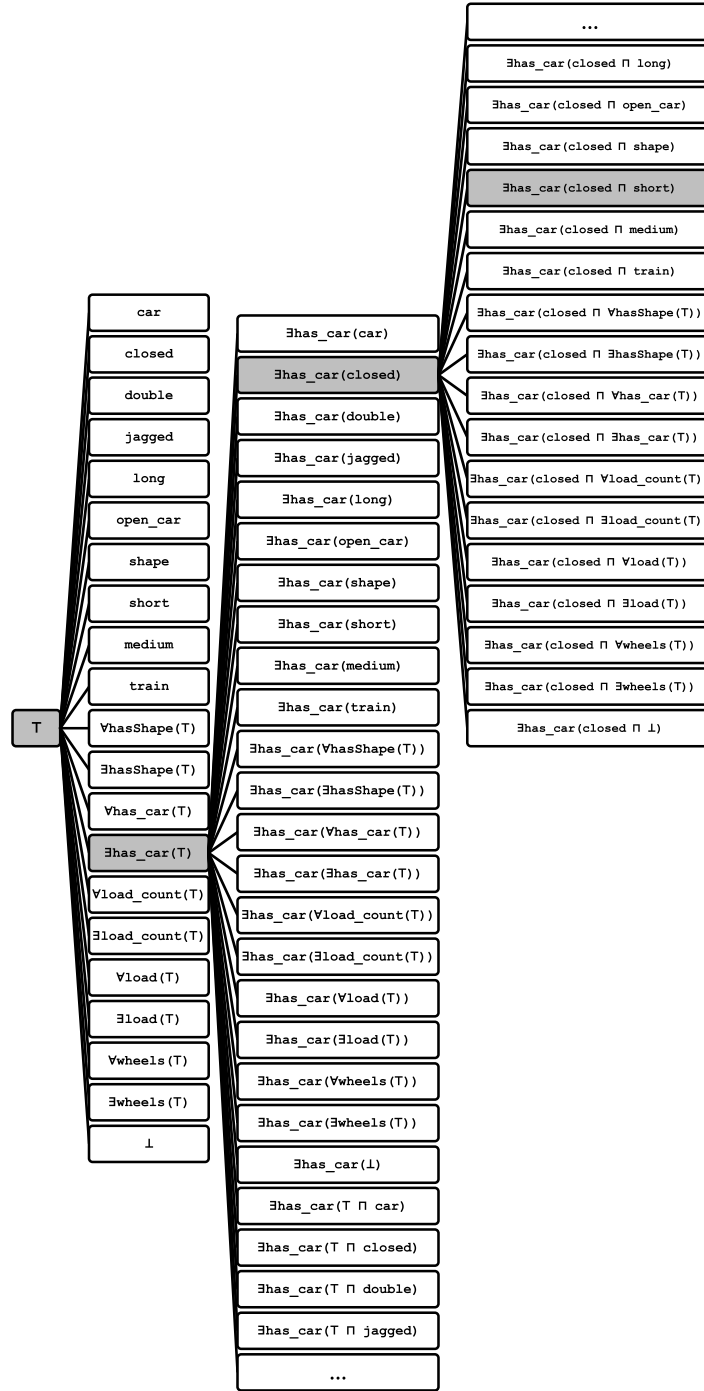 T
car
closed
double
jagged
long
open_car
shape
short
medium
train
∀hasShape(T)
∃hasShape(T)
∀has_car(T)
∃has_car(T)
∀load_count(T)
∃load_count(T)
∀load(T)
∃load(T)
∀wheels(T)
∃wheels(T)
⊥
∃has_car(car)
∃has_car(closed)
∃has_car(double)
∃has_car(jagged)
∃has_car(long)
∃has_car(open_car)
∃has_car(shape)
∃has_car(short)
∃has_car(medium)
∃has_car(train)
∃has_car(∀hasShape(T))
∃has_car(∃hasShape(T))
∃has_car(∀has_car(T))
∃has_car(∃has_car(T))
∃has_car(∀load_count(T))
∃has_car(∃load_count(T))
∃has_car(∀load(T))
∃has_car(∃load(T))
∃has_car(∀wheels(T))
∃has_car(∃wheels(T))
∃has_car(⊥)
∃has_car(T ⊓ car)
∃has_car(T ⊓ closed)
∃has_car(T ⊓ double)
∃has_car(T ⊓ jagged)
...
...
∃has_car(closed ⊓ long)
∃has_car(closed ⊓ open_car)
∃has_car(closed ⊓ shape)
∃has_car(closed ⊓ short)
∃has_car(closed ⊓ medium)
∃has_car(closed ⊓ train)
∃has_car(closed ⊓ ∀hasShape(T))
∃has_car(closed ⊓ ∃hasShape(T))
∃has_car(closed ⊓ ∀has_car(T))
∃has_car(closed ⊓ ∃has_car(T))
∃has_car(closed ⊓ ∀load_count(T)
∃has_car(closed ⊓ ∃load_count(T)
∃has_car(closed ⊓ ∀load(T))
∃has_car(closed ⊓ ∃load(T))
∃has_car(closed ⊓ ∀wheels(T))
∃has_car(closed ⊓ ∃wheels(T))
∃has_car(closed ⊓ ⊥)